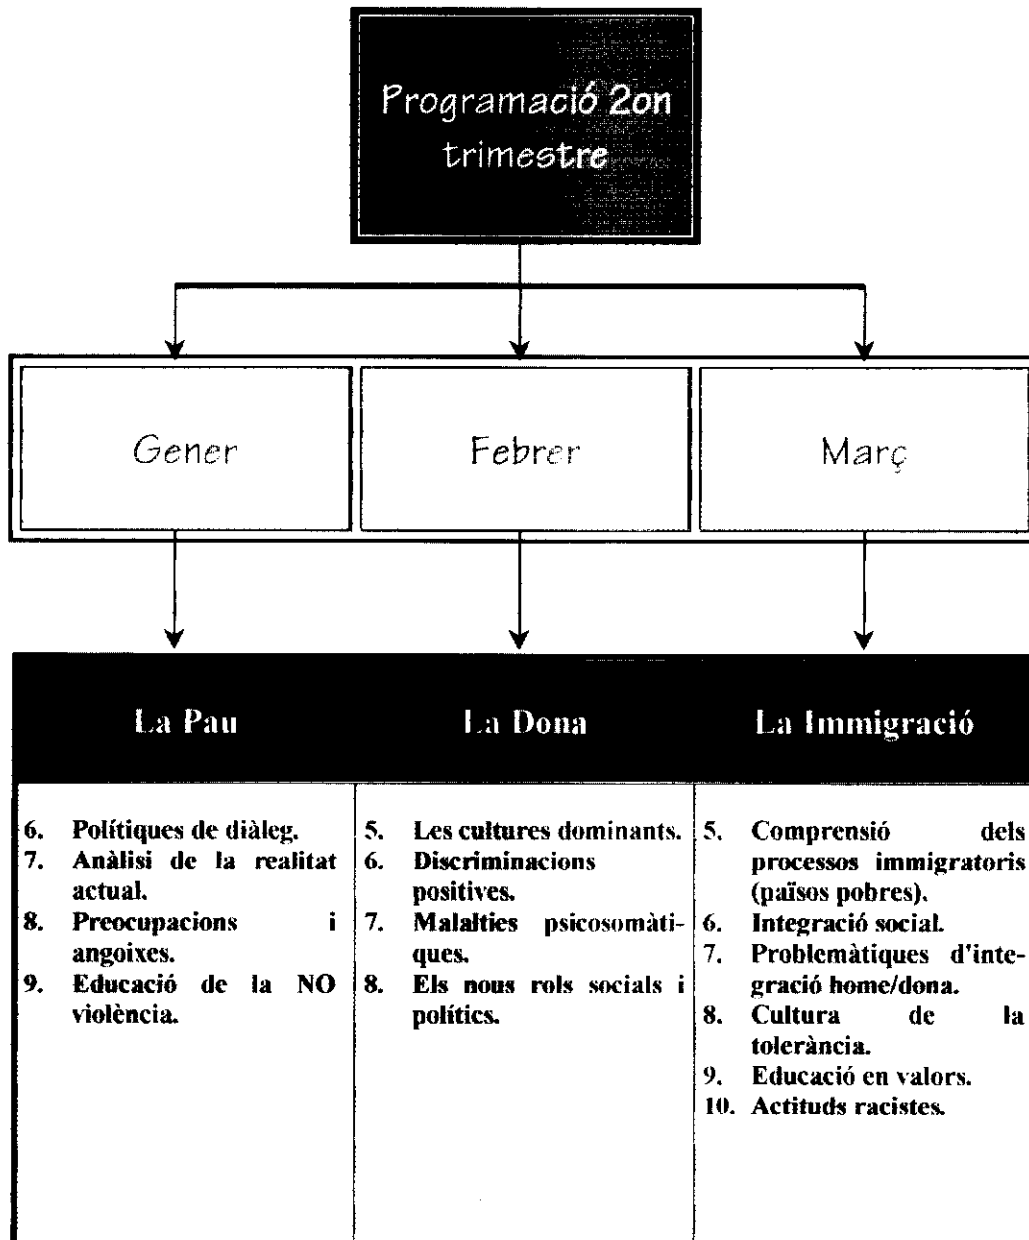 Programació 2on
trimestre
Gener
Febrer
Març
La Pau
6. Polítiques de diàleg.
7. Anàlisi de la realitat
actual.
8. Preocupacions i
angoixes.
9. Educació de la NO
violència.
La Dona
5. Les cultures dominants.
6. Discriminacions
positives.
7. Malalties psicosomàti-
ques.
8. Els nous rols socials i
polítics.
La Immigració
5. Comprensió dels
processos immigratoris
(països pobres).
6. Integració social.
7. Problemàtiques d'inte-
gració home/dona.
8. Cultura de la
tolerància.
9. Educació en valors.
10. Actituds racistes.